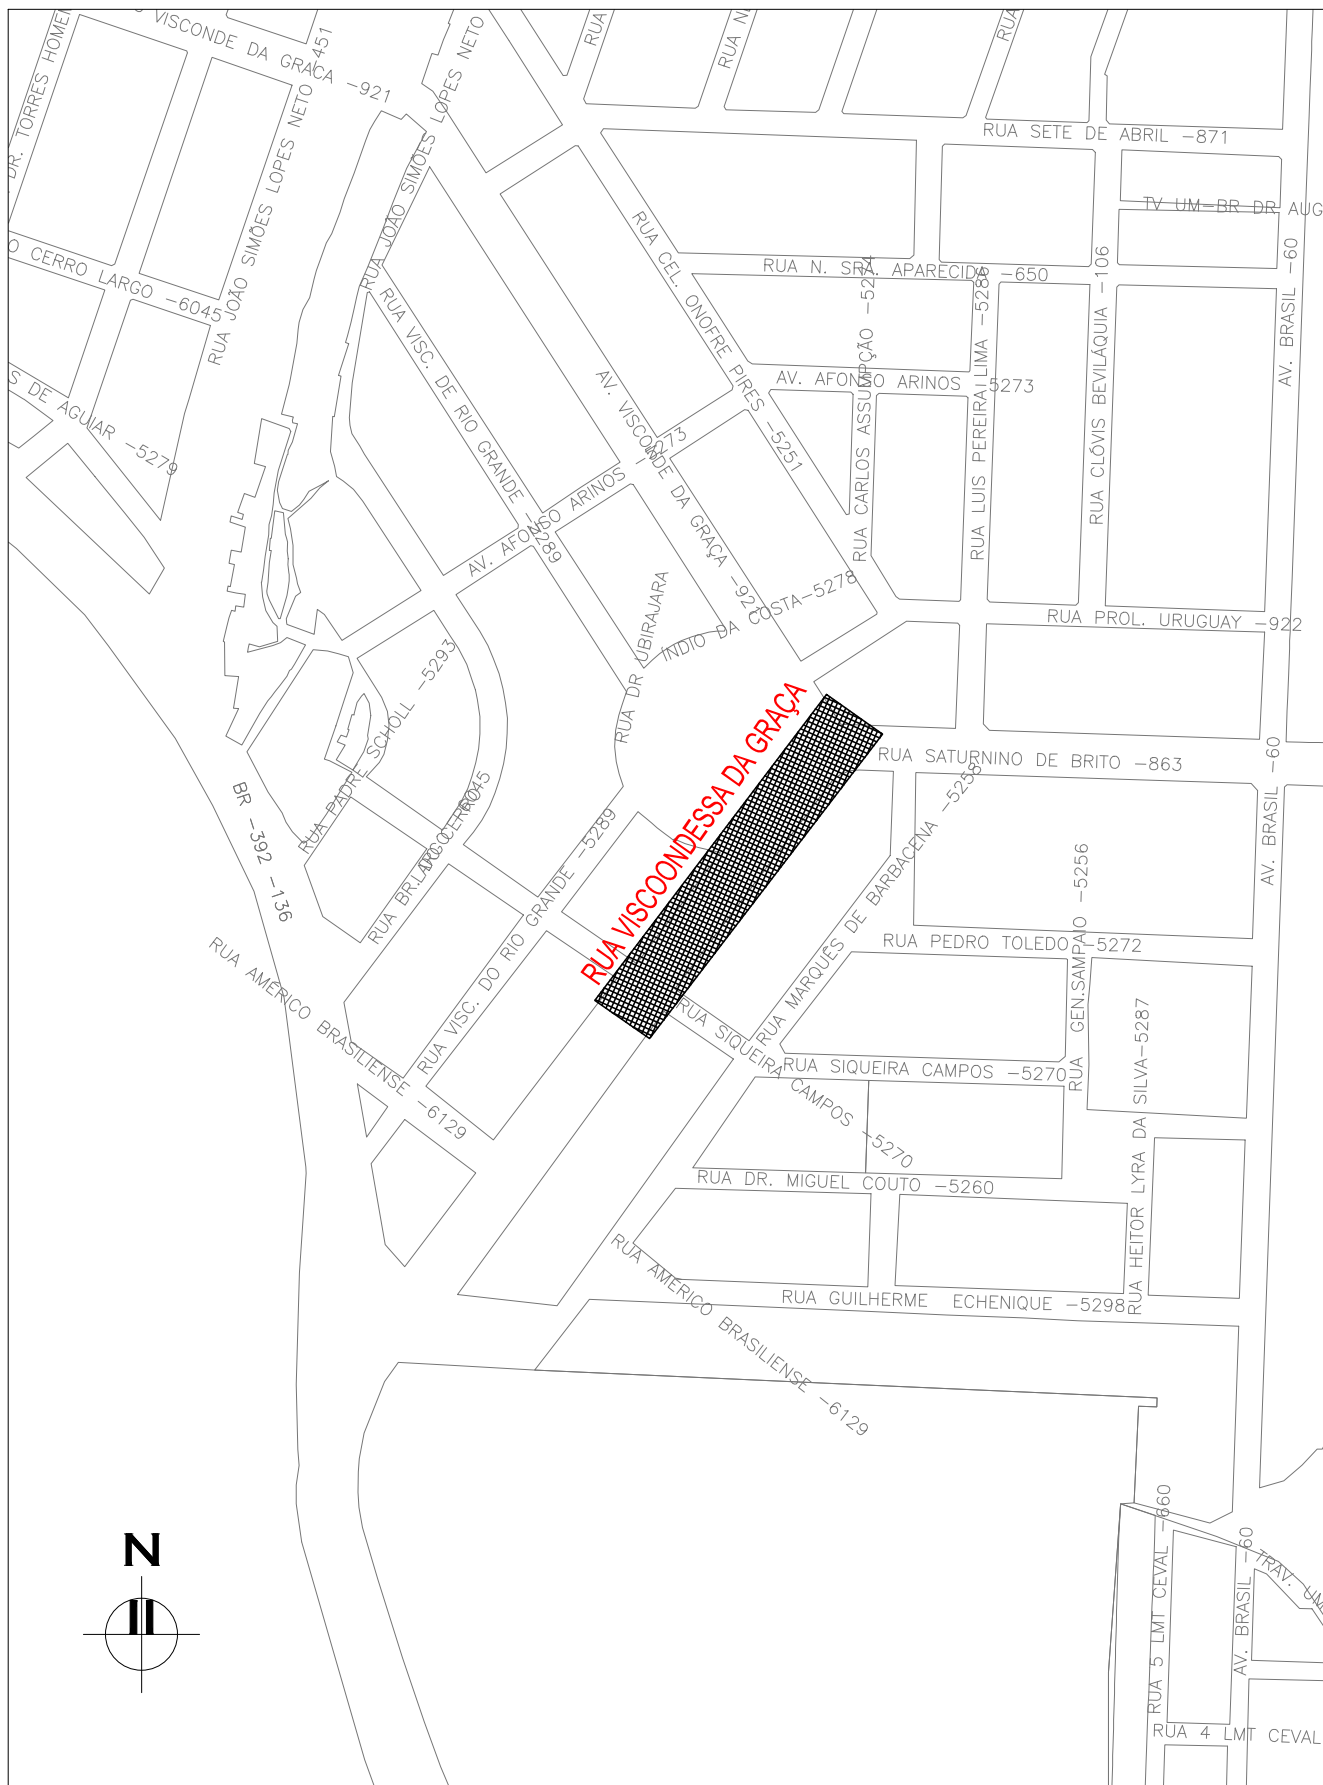 VISCONDE DA GRAÇA -921
DR. TORRES HOMEM
RUA JOÃO SIMÕES LOPES NETO -451
RUA JOÃO SIMÕES LOPES NETO
RUA
RUA
RUA SETE DE ABRIL -871
TV UM-BR DR AUG
O CERRO LARGO -6045
RUA CEL. ONOFRE PIRES -5251
RUA N. SRA. APARECIDA -650
RUA CARLOS ASSUMPÇÃO -5274
RUA LUIS PEREIRA LIMA -5286
RUA CLÓVIS BEVILÁQUIA -106
AV. BRASIL -60
RUA VISC. DE RIO GRANDE -5289
AV. VISCONDE DA GRAÇA -921
AV. AFONSO ARINOS -5273
AV. AFONSO ARINOS -5273
S DE AGUIAR -5279
RUA DR. UBIRAJARA
ÍNDIO DA COSTA-5278
RUA PROL. URUGUAY -922
RUA PADRE SCHOLL -5293
RUA VISCOONDESSA DA GRAÇA
RUA SATURNINO DE BRITO -863
AV. BRASIL -60
BR -392 -136
RUA VISC. DO RIO GRANDE -5289
RUA MARQUÊS DE BARBACENA -5258
RUA GEN.SAMPAIO -5256
RUA PEDRO TOLEDO -5272
RUA AMÉRICO BRASILIENSE -6129
RUA SIQUEIRA CAMPOS -5270
RUA SIQUEIRA CAMPOS -5270
RUA HEITOR LYRA DA SILVA-5287
RUA DR. MIGUEL COUTO -5260
RUA AMÉRICO BRASILIENSE -6129
RUA GUILHERME ECHENIQUE -5298
N
RUA 5 LMT CEVAL -660
AV. BRASIL -60
TRAV. UM
RUA 4 LMT CEVAL